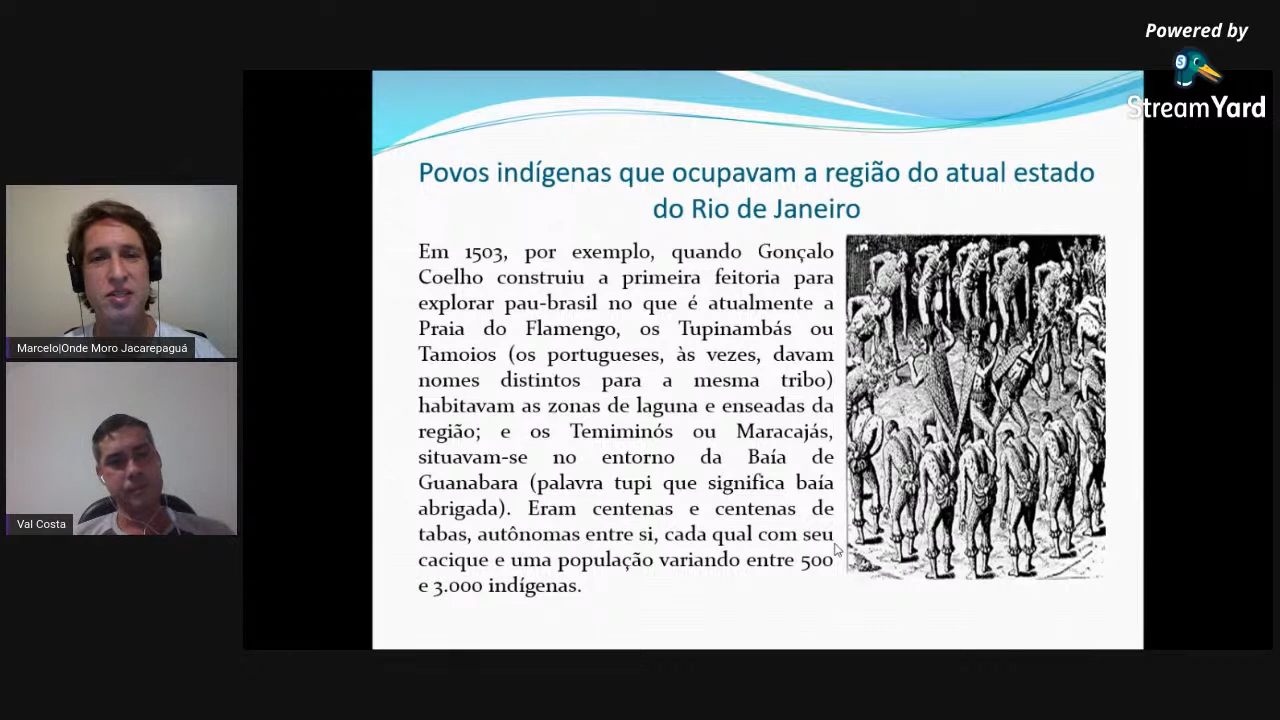 Powered by
StreamYard
Povos indígenas que ocupavam a região do atual estado
do Rio de Janeiro
Em 1503, por exemplo, quando Gonçalo
Coelho construiu a primeira feitoria para
explorar pau-brasil no que é atualmente a
Praia do Flamengo, os Tupinambás ou
Tamoios (os portugueses, às vezes, davam
nomes distintos para a mesma tribo)
habitavam as zonas de laguna e enseadas da
região; e os Temiminós ou Maracajás,
situavam-se no entorno da Baía de
Guanabara (palavra tupi que significa baía
abrigada). Eram centenas e centenas de
tabas, autônomas entre si, cada qual com seu
cacique e uma população variando entre 500
e 3.000 indígenas.
Marcelo|Onde Moro Jacarepaguá
Val Costa